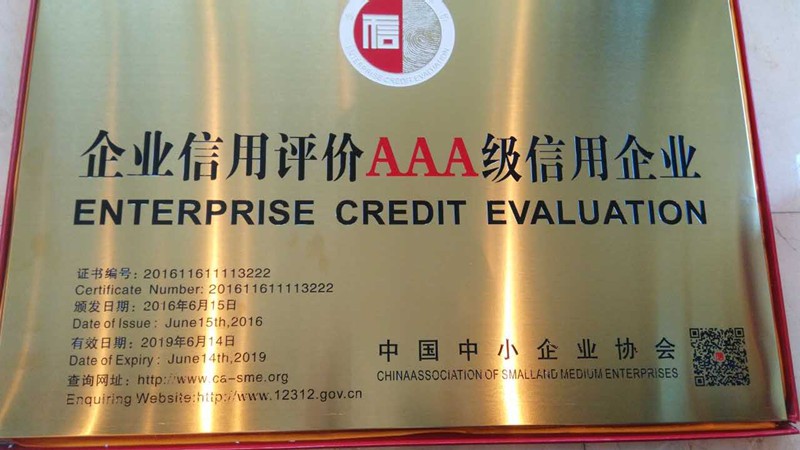 信
CREDIT EVALUATION
企业信用评价AAA级信用企业
ENTERPRISE CREDIT EVALUATION
证书编号：201611611113222
Certificate Number: 201611611113222
颁发日期：2016年6月15日
Date of Issue : June15th,2016
有效日期：2019年6月14日
Date of Expiry : June14th,2019
查询网址：http://www.ca-sme.org
Enquiring Website:http://www.12312.gov.cn
中国中小企业协会
CHINAASSOCIATION OF SMALLAND MEDIUM ENTERPRISES